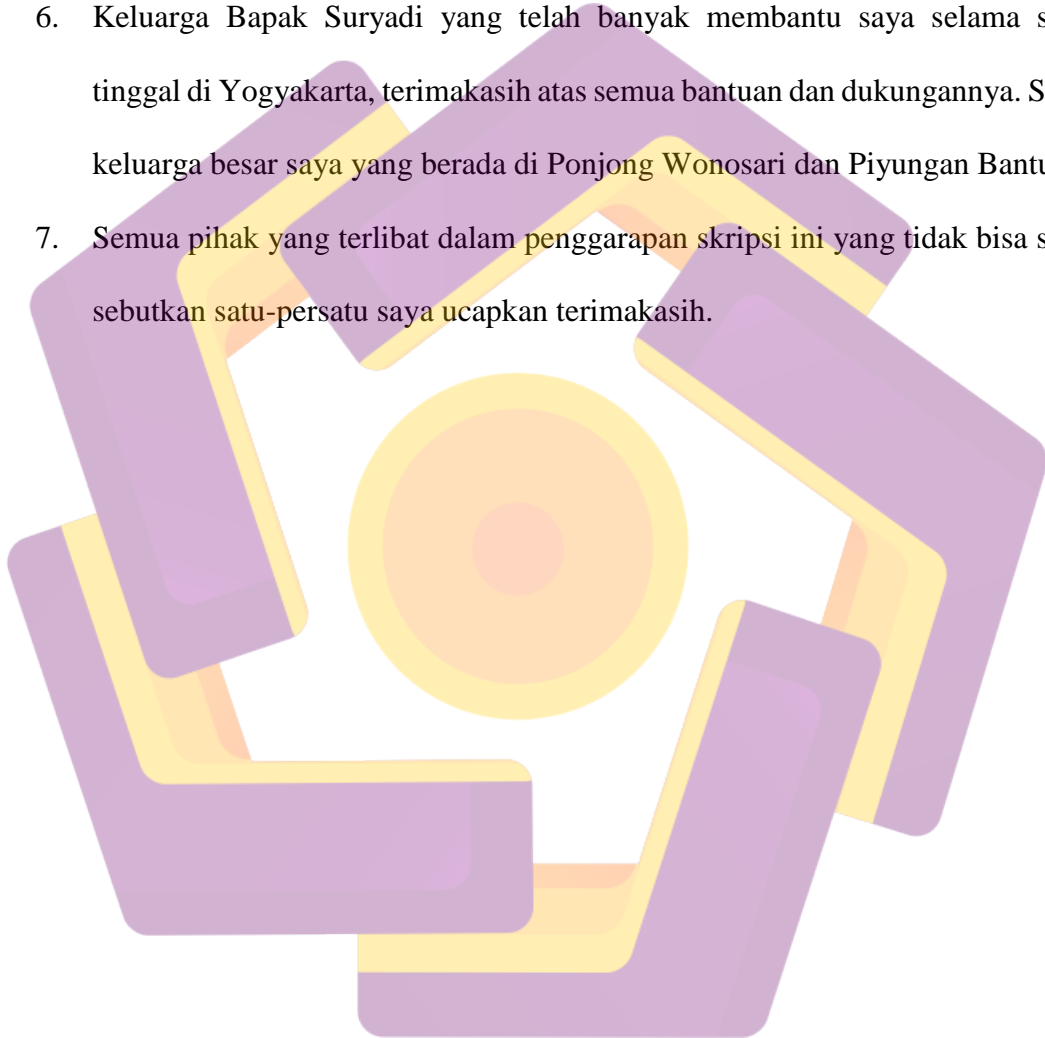 6. Keluarga Bapak Suryadi yang telah banyak membantu saya selama s
tinggal di Yogyakarta, terimakasih atas semua bantuan dan dukungannya. S
keluarga besar saya yang berada di Ponjong Wonosari dan Piyungan Bantu
7. Semua pihak yang terlibat dalam penggarapan skripsi ini yang tidak bisa s
sebutkan satu-persatu saya ucapkan terimakasih.